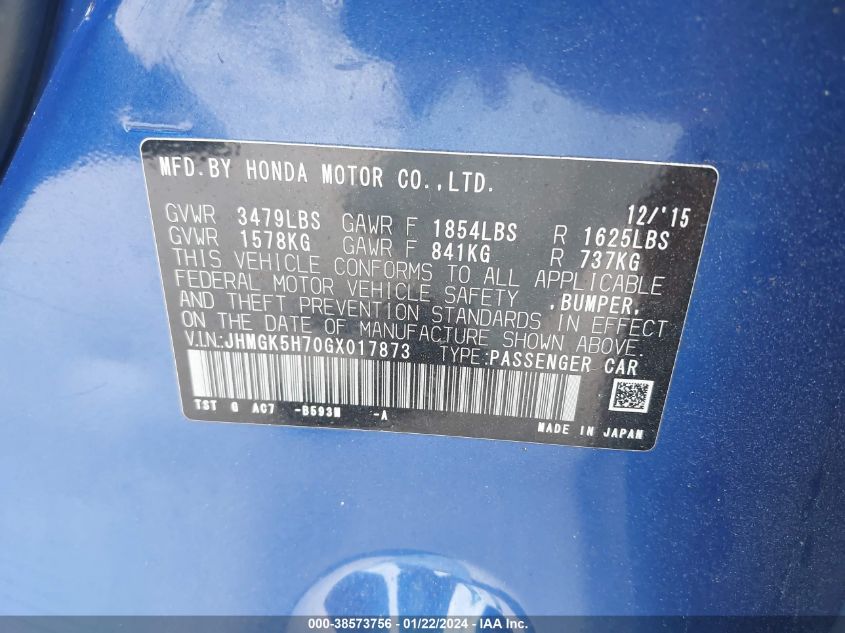 MFD.BY HONDA MOTOR CO.,LTD.
12/'15
GVWR 3479LBS GAWR F 1854LBS R 1625LBS
GVWR 1578KG GAWR F 841KG R 737KG
THIS VEHICLE CONFORMS TO ALL APPLICABLE
FEDERAL MOTOR VEHICLE SAFETY ,BUMPER,
AND THEFT PREVENTION STANDARDS IN EFFECT
ON THE DATE OF MANUFACTURE SHOWN ABOVE.
V.I.N:JHMGK5H70GX017873 TYPE:PASSENGER CAR
TST G AC7 -B593M -A
MADE IN JAPAN
000-38573756 - 01/22/2024 - IAA Inc.